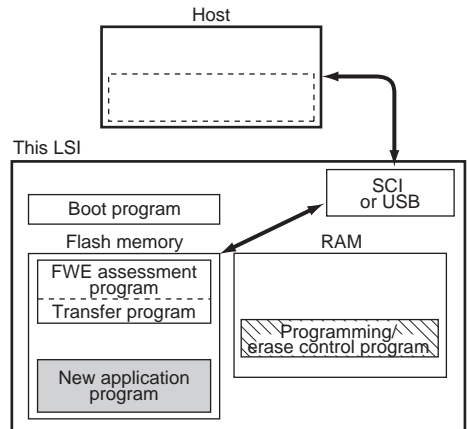 Host
This LSI
SCI
or USB
Boot program
Flash memory
RAM
FWE assessment
program
Transfer program
Programming/
erase control program
New application
program